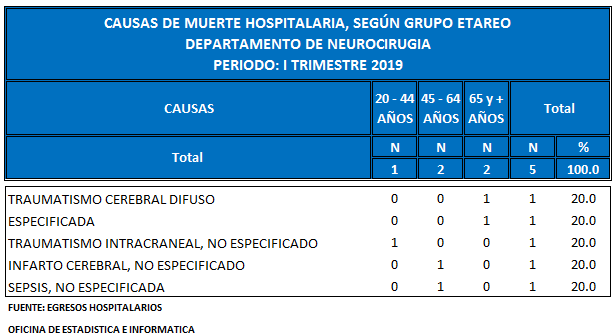 CAUSAS DE MUERTE HOSPITALARIA, SEGÚN GRUPO ETAREO
DEPARTAMENTO DE NEUROCIRUGIA
PERIODO: I TRIMESTRE 2019
CAUSAS 20 - 44 AÑOS 45 - 64 AÑOS 65 y + AÑOS Total
Total N N N N %
1 2 2 5 100.0
TRAUMATISMO CEREBRAL DIFUSO 0 0 1 1 20.0
ESPECIFICADA 0 0 1 1 20.0
TRAUMATISMO INTRACRANEAL, NO ESPECIFICADO 1 0 0 1 20.0
INFARTO CEREBRAL, NO ESPECIFICADO 0 1 0 1 20.0
SEPSIS, NO ESPECIFICADA 0 1 0 1 20.0
FUENTE: EGRESOS HOSPITALARIOS
OFICINA DE ESTADISTICA E INFORMATICA